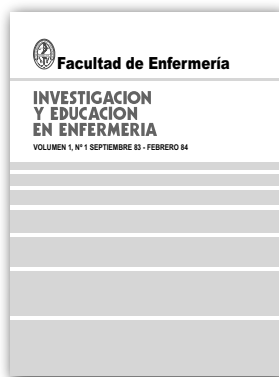 Facultad de Enfermería
INVESTIGACION
Y EDUCACION
EN ENFERMERIA
VOLUMEN 1, Nº 1 SEPTIEMBRE 83 - FEBRERO 84